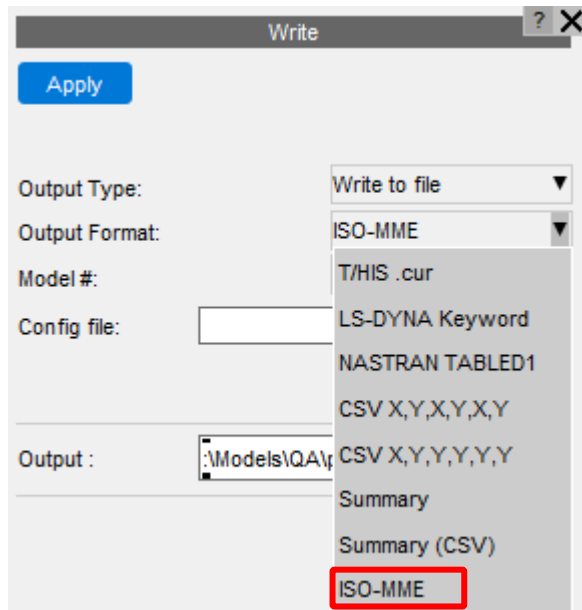 Write
? X
Apply
Output Type: Write to file
Output Format: ISO-MME
Model #:
T/HIS .cur
Config file:
LS-DYNA Keyword
NASTRAN TABLED1
CSV X,Y,X,Y,X,Y
Output : :\Models\QA\p
CSV X,Y,Y,Y,Y,Y
Summary
Summary (CSV)
ISO-MME